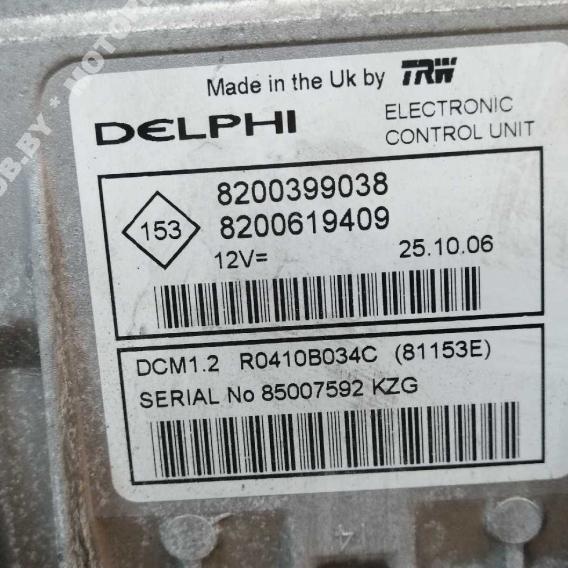 Made in the Uk by TRW
DELPHI
ELECTRONIC
CONTROL UNIT
153
8200399038
8200619409
12V=
25.10.06
DCM1.2 R0410B034C (81153E)
SERIAL No 85007592 KZG
14